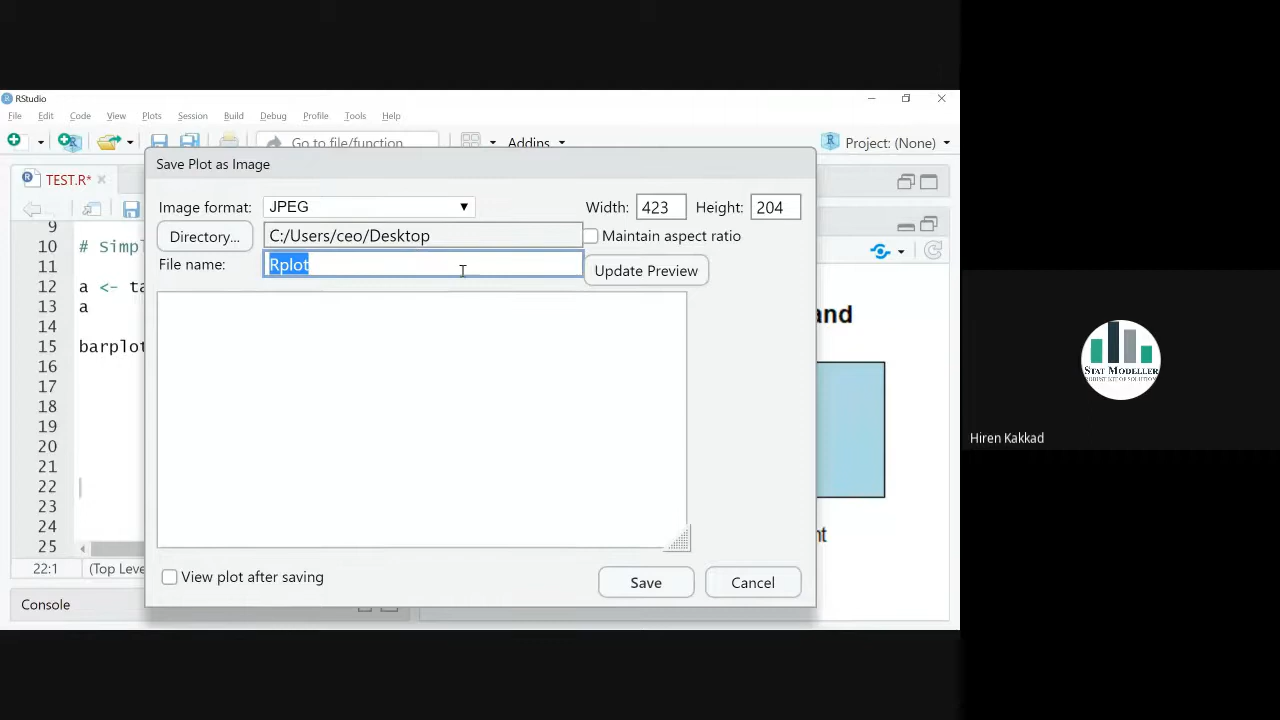 RStudio
File Edit Code View Plots Session Build Debug Profile Tools Help
Go to file/function Addins Project: (None)
TEST.R*
Save Plot as Image
Image format: JPEG Width: 423 Height: 204
Directory... C:/Users/ceo/Desktop Maintain aspect ratio
File name: Rplot Update Preview
9
10 # Simpl
11
12 a <- ta
13 a
14
15 barplot
16
17
18
19
20
21
22
23
24
25
and
nt
View plot after saving Save Cancel
22:1 (Top Leve
Console
STAT MODELLER
Hiren Kakkad